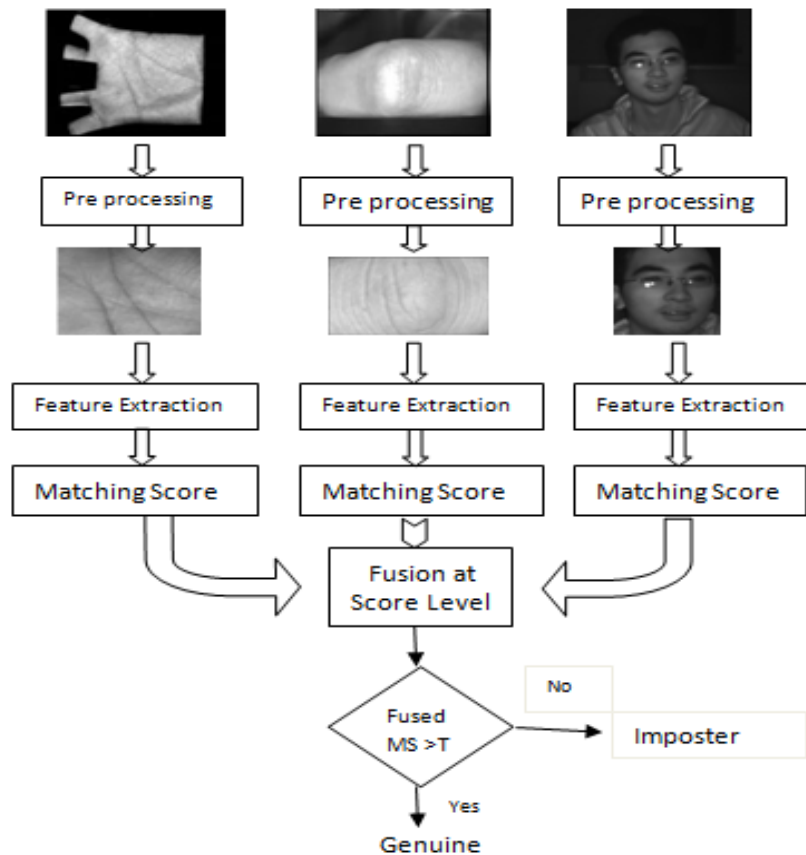 Pre processing
Pre processing
Pre processing
Feature Extraction
Feature Extraction
Feature Extraction
Matching Score
Matching Score
Matching Score
Fusion at
Score Level
Fused
MS >T
No
Imposter
Yes
Genuine